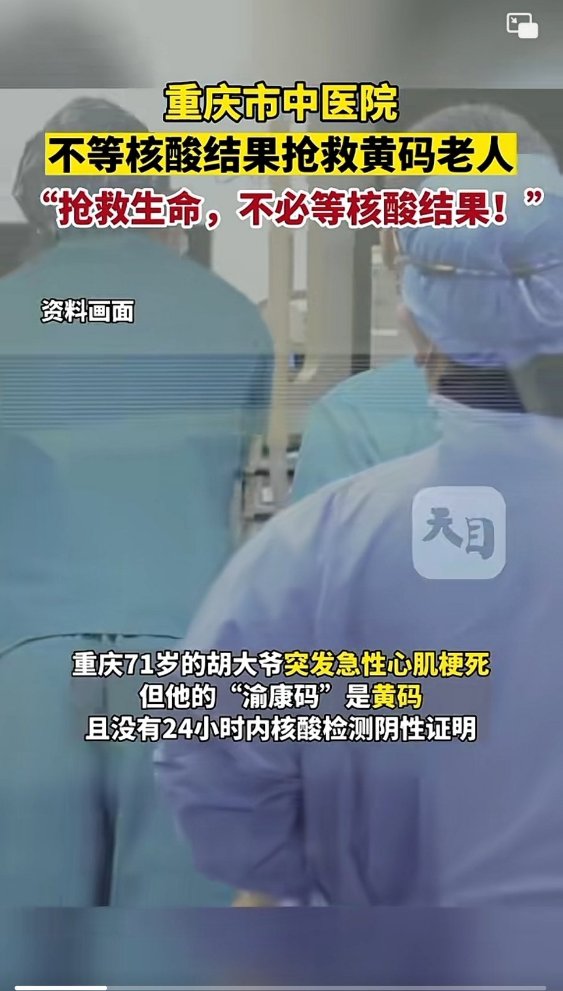 重庆市中医院
不等核酸结果抢救黄码老人
“抢救生命，不必等核酸结果！”
资料画面
天目
重庆71岁的胡大爷突发急性心肌梗死
但他的“渝康码”是黄码
且没有24小时内核酸检测阴性证明